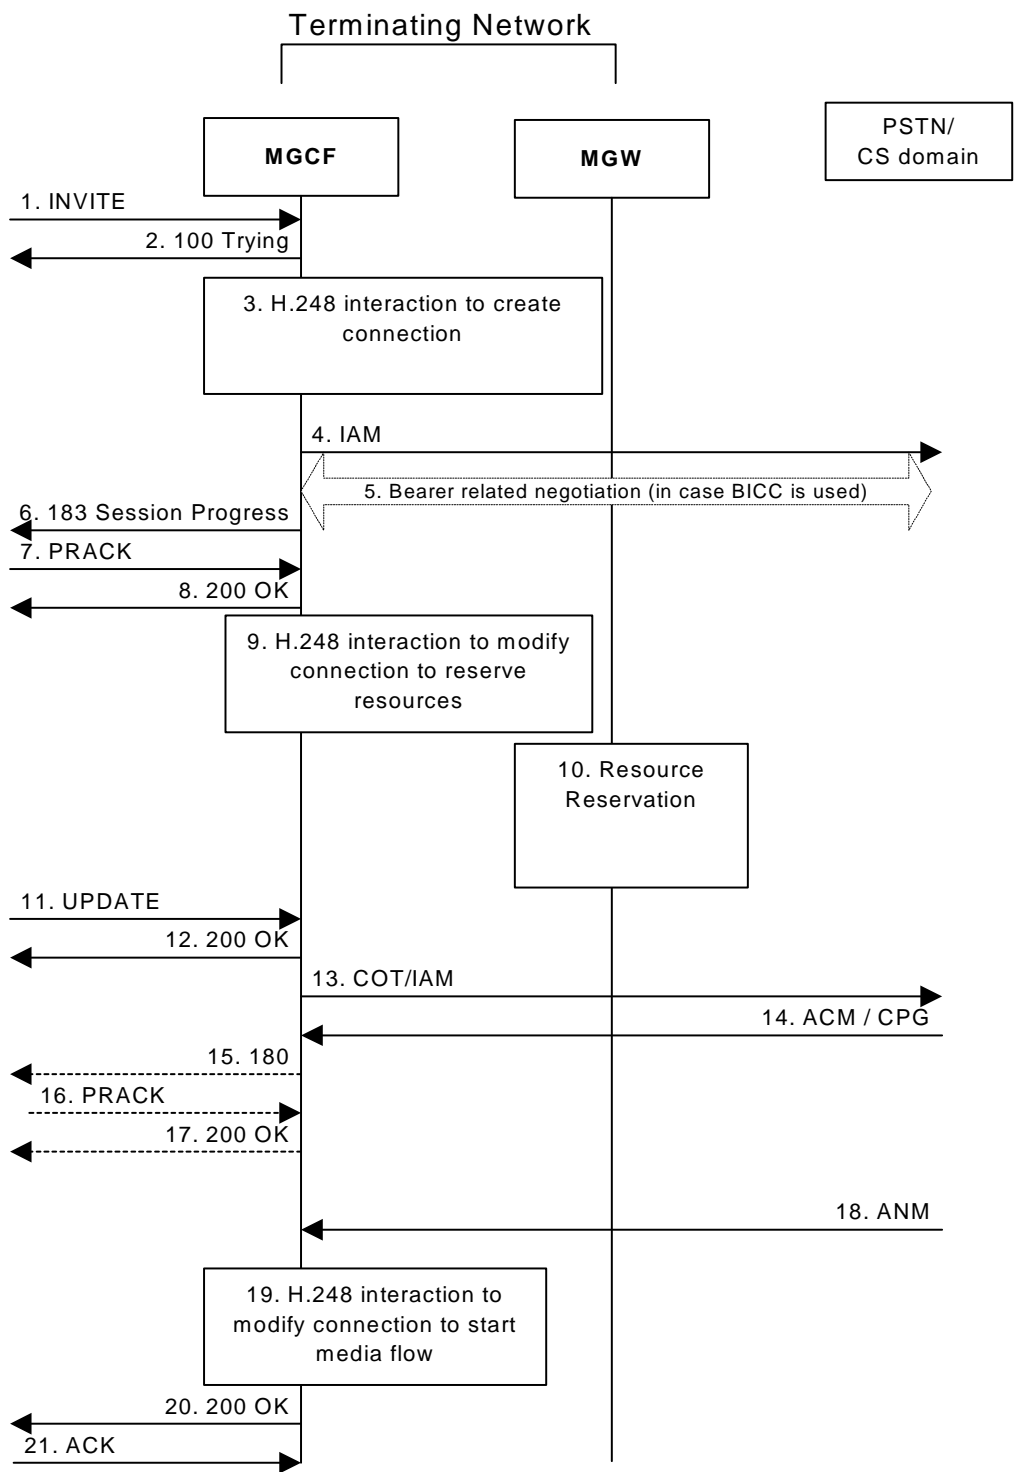 Terminating Network
MGCF
MGW
PSTN/
CS domain
1. INVITE
2. 100 Trying
3. H.248 interaction to create
connection
4. IAM
5. Bearer related negotiation (in case BICC is used)
6. 183 Session Progress
7. PRACK
8. 200 OK
9. H.248 interaction to modify
connection to reserve
resources
10. Resource
Reservation
11. UPDATE
12. 200 OK
13. COT/IAM
14. ACM / CPG
15. 180
16. PRACK
17. 200 OK
18. ANM
19. H.248 interaction to
modify connection to start
media flow
20. 200 OK
21. ACK